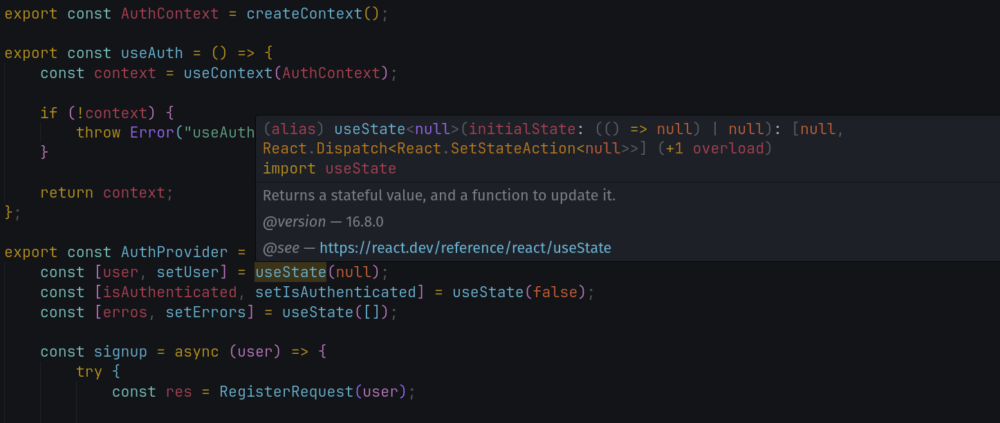 export const AuthContext = createContext();
export const useAuth = () => {
const context = useContext(AuthContext);
if (!context) {
throw Error("useAuth
}
return context;
};
(alias) useState<null>(initialState: (() => null) | null): [null,
React.Dispatch<React.SetStateAction<null>>] (+1 overload)
import useState
Returns a stateful value, and a function to update it.
@version — 16.8.0
@see — https://react.dev/reference/react/useState
export const AuthProvider =
const [user, setUser] = useState(null);
const [isAuthenticated, setIsAuthenticated] = useState(false);
const [erros, setErrors] = useState([]);
const signup = async (user) => {
try {
const res = RegisterRequest(user);